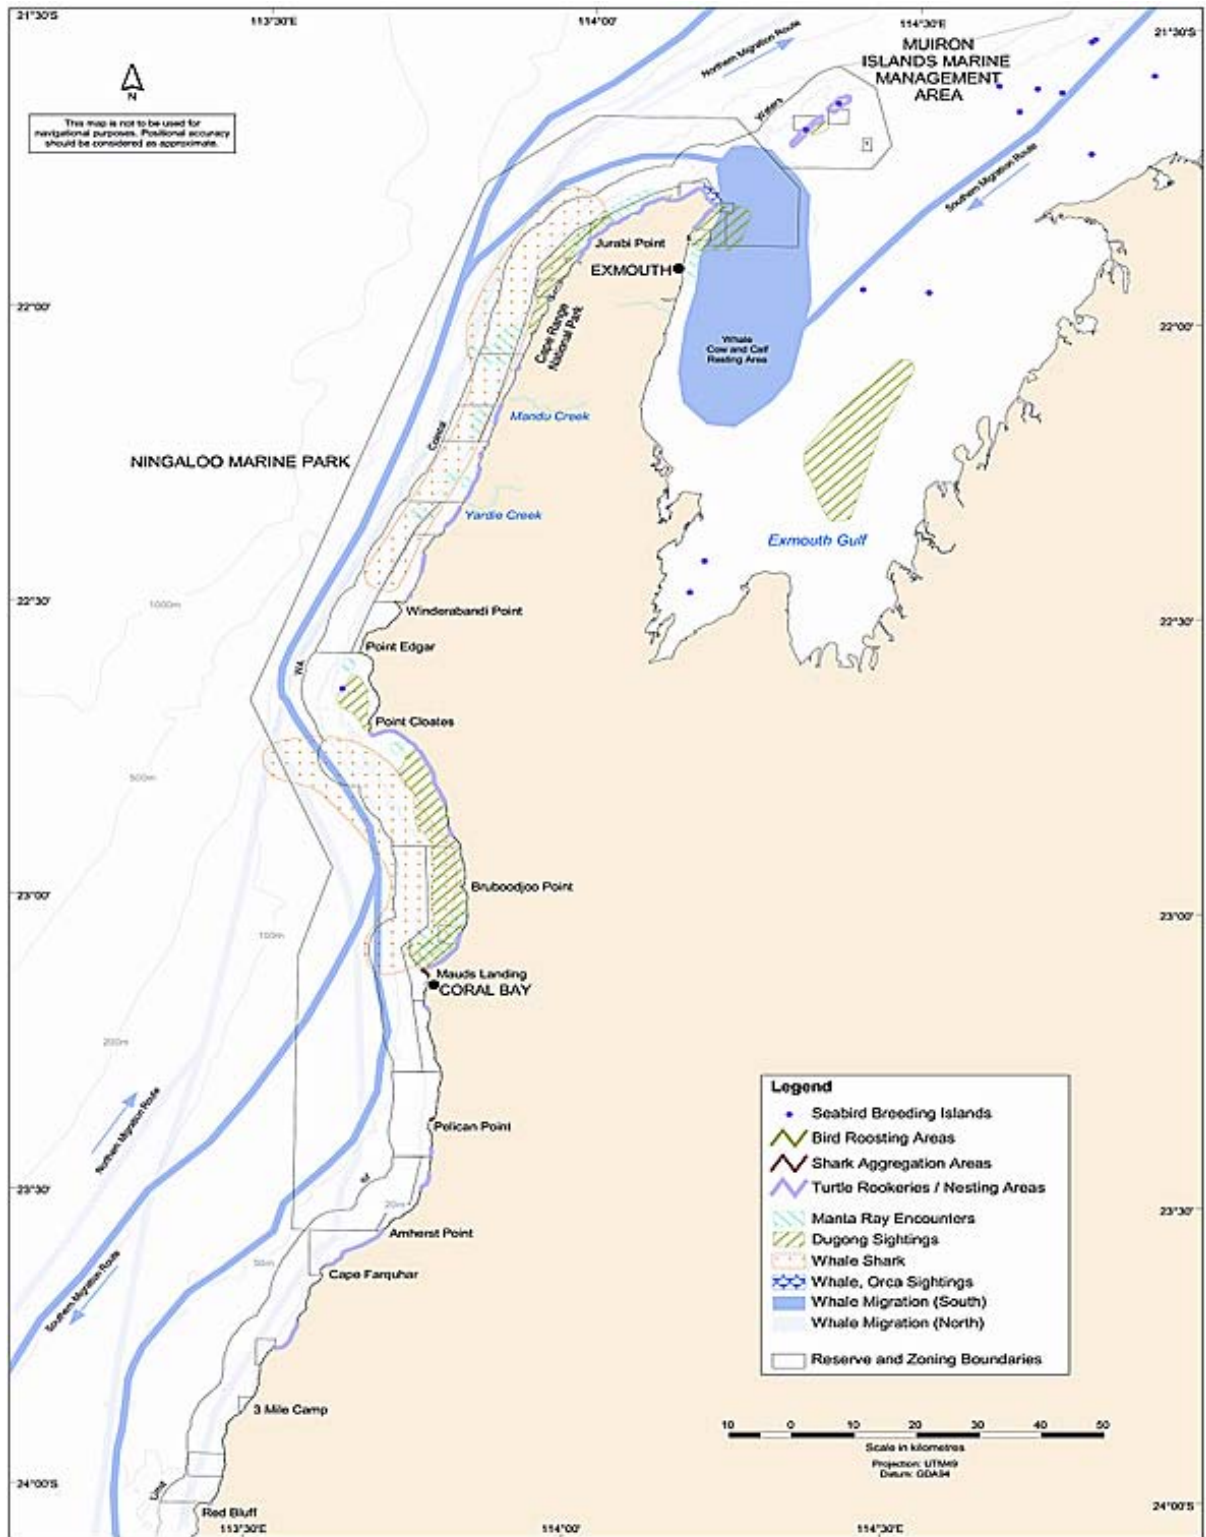 21°30'S
113°30'E
114°00'
114°30'E
21°30'S
N
This map is not to be used for
navigational purposes. Positional accuracy
should be considered as approximate.
Northern Migration Route
MUIRON
ISLANDS MARINE
MANAGEMENT
AREA
Waters
Southern Migration Route
Jurabi Point
EXMOUTH
22°00'
22°00'
Cape Range
National Park
Whale
Cow and Calf
Resting Area
Mandu Creek
Coastal
NINGALOO MARINE PARK
Yardie Creek
Exmouth Gulf
22°30'
22°30'
1000m
Winderabandi Point
Point Edgar
WA
Point Cloates
500m
Bruboodjoo Point
23°00'
23°00'
100m
Mauds Landing
CORAL BAY
200m
Northern Migration Route
Pelican Point
of
23°30'
23°30'
20m
Amherst Point
50m
Cape Farquhar
Southern Migration Route
3 Mile Camp
Limit
Red Bluff
24°00'S
24°00'S
113°30'E
114°00'
114°30'E
Legend
Seabird Breeding Islands
Bird Roosting Areas
Shark Aggregation Areas
Turtle Rookeries / Nesting Areas
Manta Ray Encounters
Dugong Sightings
Whale Shark
Whale, Orca Sightings
Whale Migration (South)
Whale Migration (North)
Reserve and Zoning Boundaries
10 0 10 20 30 40 50
Scale in kilometres
Projection: UTM49
Datum: GDA94